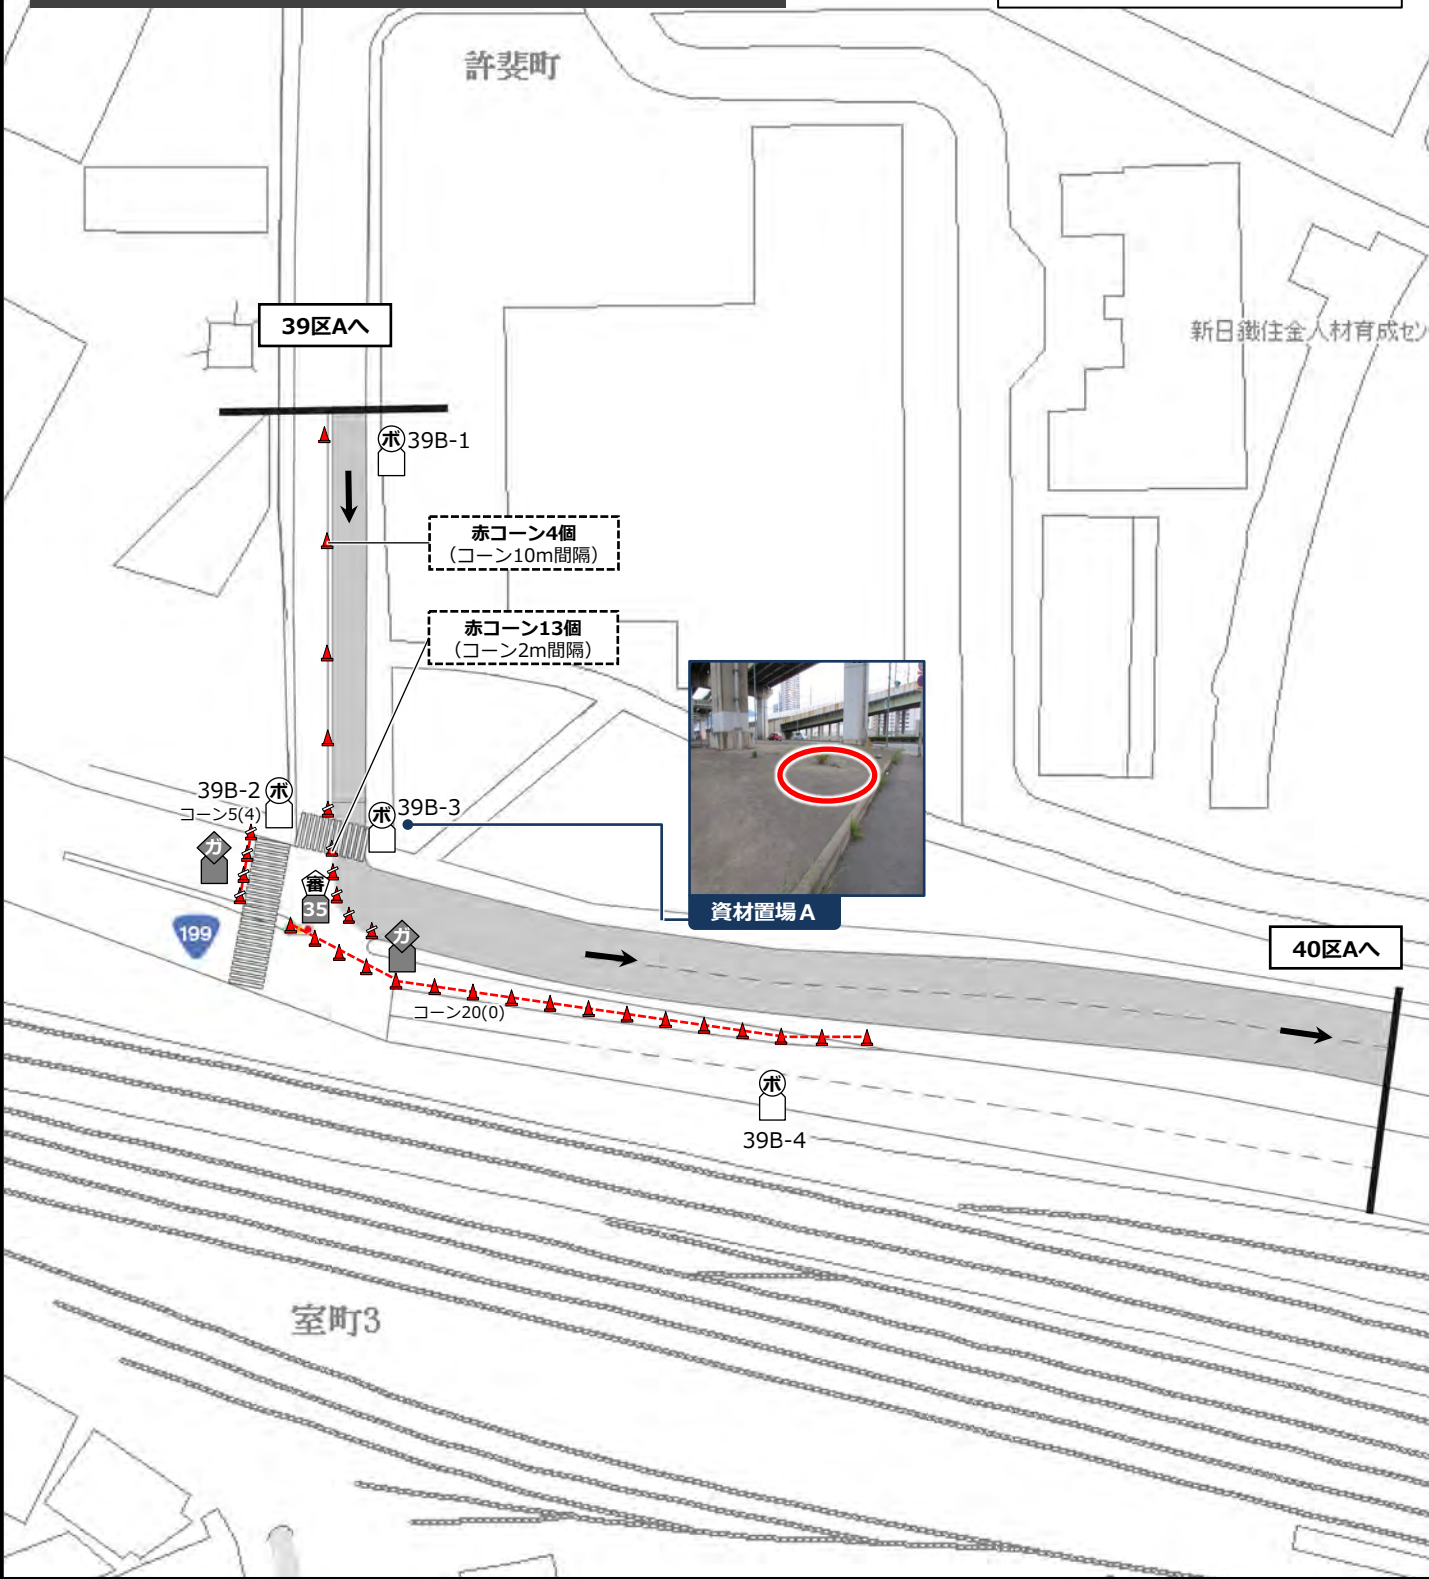 許斐町
39区Aへ
新日鐵住金人材育成セン
ボ 39B-1
赤コーン4個
（コーン10m間隔）
赤コーン13個
（コーン2m間隔）
39B-2 ボ
コーン5(4)
ボ 39B-3
ガ
審
35
199
ガ
資材置場A
40区Aへ
コーン20(0)
ボ
39B-4
室町3